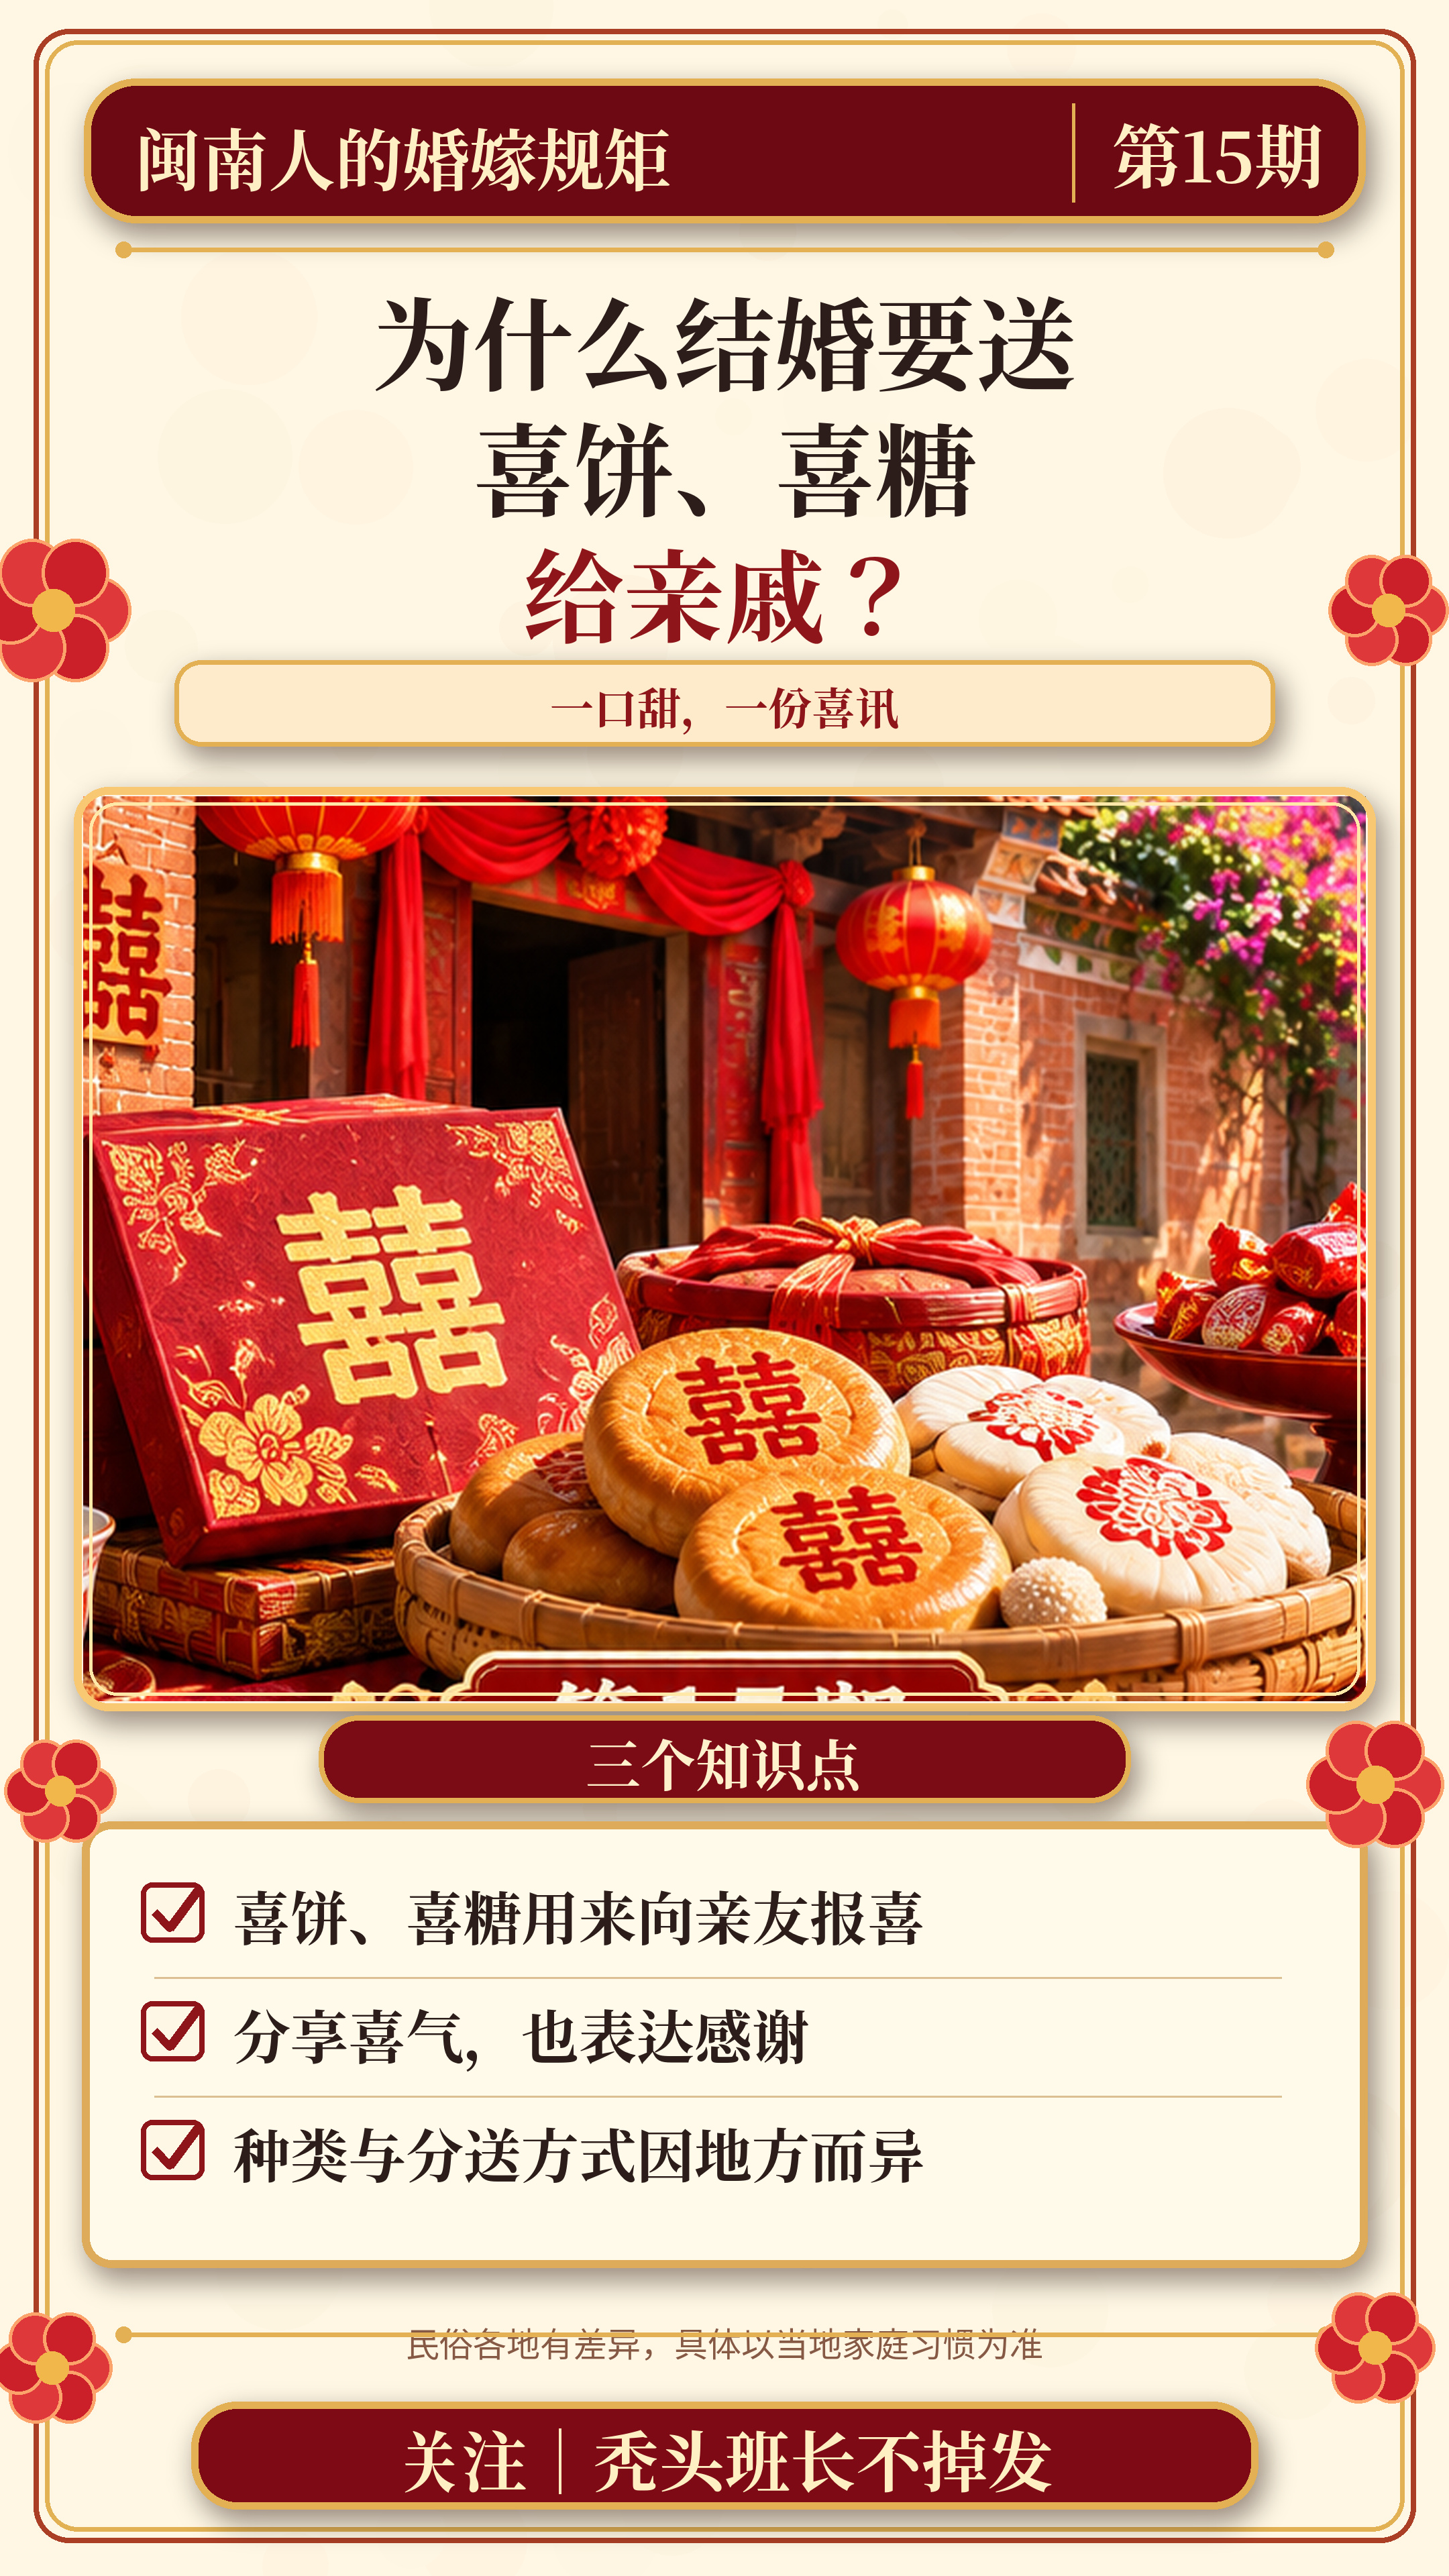 闽南人的婚嫁规矩
第15期
为什么结婚要送
喜饼、喜糖
给亲戚？
一口甜，一份喜讯
囍
囍
囍
囍
三个知识点
喜饼、喜糖用来向亲友报喜
分享喜气，也表达感谢
种类与分送方式因地方而异
民俗各地有差异，具体以当地家庭习惯为准
关注｜秃头班长不掉发